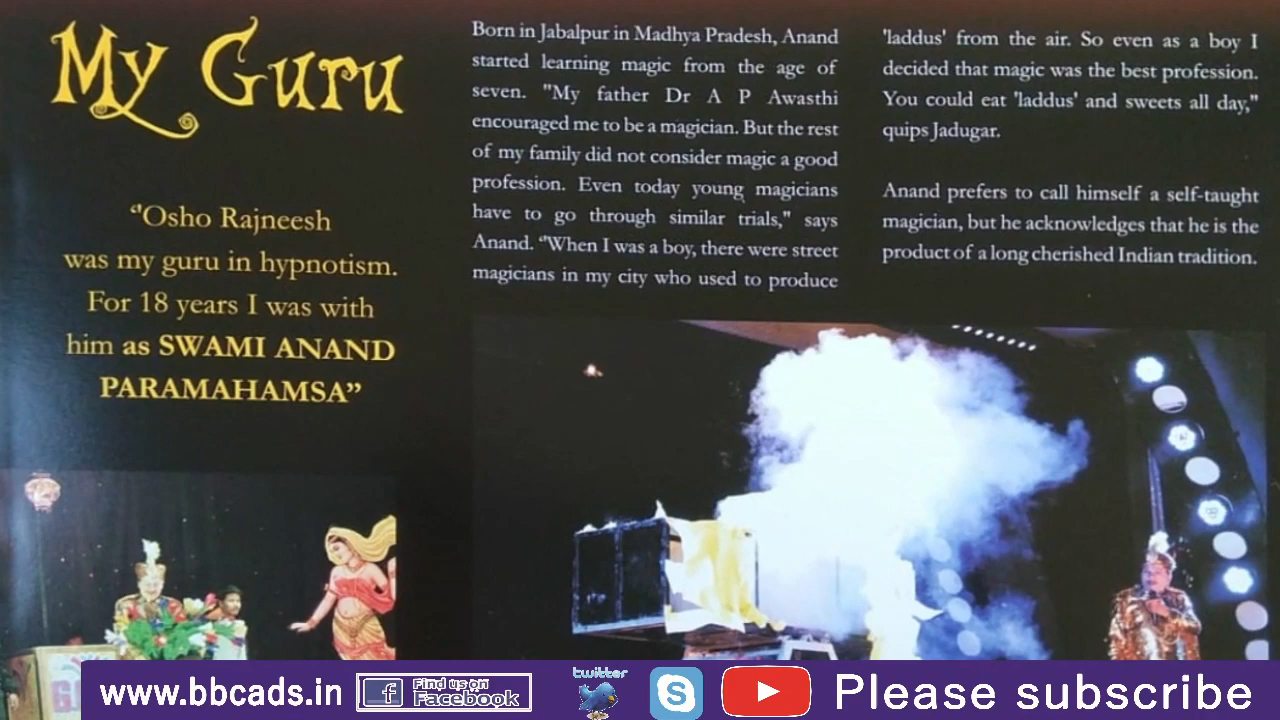 My Guru
"Osho Rajneesh
was my guru in hypnotism.
For 18 years I was with
him as SWAMI ANAND
PARAMAHAMSA"
Born in Jabalpur in Madhya Pradesh, Anand
started learning magic from the age of
seven. "My father Dr A P Awasthi
encouraged me to be a magician. But the rest
of my family did not consider magic a good
profession. Even today young magicians
have to go through similar trials," says
Anand. "When I was a boy, there were street
magicians in my city who used to produce
'laddus' from the air. So even as a boy I
decided that magic was the best profession.
You could eat 'laddus' and sweets all day,"
quips Jadugar.
Anand prefers to call himself a self-taught
magician, but he acknowledges that he is the
product of a long cherished Indian tradition.
www.bbcads.in
f
Find us on
Facebook
twitter
S
Please subscribe